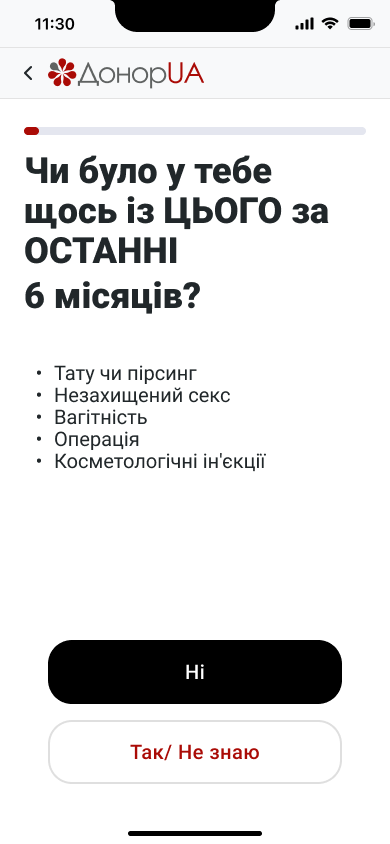 11:30
ДонорUA
Чи було у тебе
щось із ЦЬОГО за
ОСТАННІ
6 місяців?
• Тату чи пірсинг
• Незахищений секс
• Вагітність
• Операція
• Косметологічні ін'єкції
Ні
Так/ Не знаю